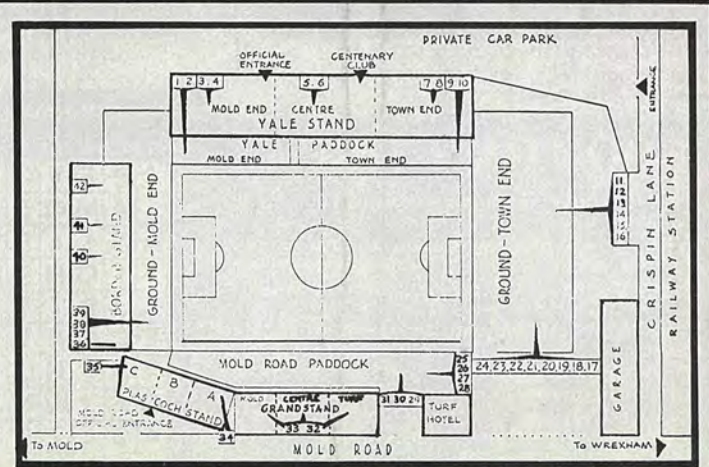 PRIVATE CAR PARK
OFFICIAL ENTRANCE
CENTENARY CLUB
ENTRANCE
1 2 3.4 5.6 7 8 9 10
MOLD END CENTRE TOWN END
YALE STAND
YALE PADDOCK
MOLD END TOWN END
11
12
13
14
15
16
CRISPIN LANE
RAILWAY STATION
42
41
40
39
38
37
36
BORDER STAND
GROUND-MOLD END
GROUND-TOWN END
GARAGE
MOLD ROAD PADDOCK
25
26
27
28
24,23,22,21,20,19,18,17
35
C B A
PLAS COCH STAND
MOLD ROAD
OFFICIAL ENTRANCE
34
MOLD CENTRE TURF
GRANDSTAND
33 32
31 30 29
TURF
HOTEL
To MOLD
MOLD ROAD
To WREXHAM